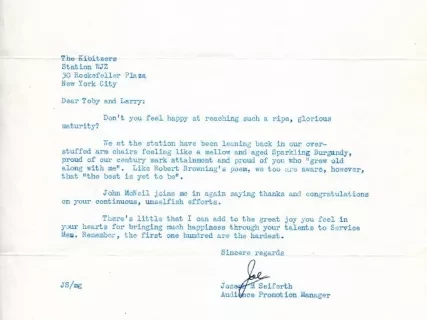 The Kibitzers
Station WJZ
30 Rockefeller Plaza
New York City
Dear Toby and Larry:
Don't you feel happy at reaching such a ripe, glorious
maturity?
We at the station have been leaning back in our over-
stuffed arm chairs feeling like a mellow and aged Sparkling Burgundy,
proud of our century mark attainment and proud of you who "grew old
along with me". Like Robert Browning's poem, we too are aware, however,
that "the best is yet to be".
John McNeil joins me in again saying thanks and congratulations
on your continuous, unselfish efforts.
There's little that I can add to the great joy you feel in
your hearts for bringing much happiness through your talents to Service
Men. Remember, the first one hundred are the hardest.
Sincere regards
Joe
JS/mg
Joseph M Seiferth
Audience Promotion Manager